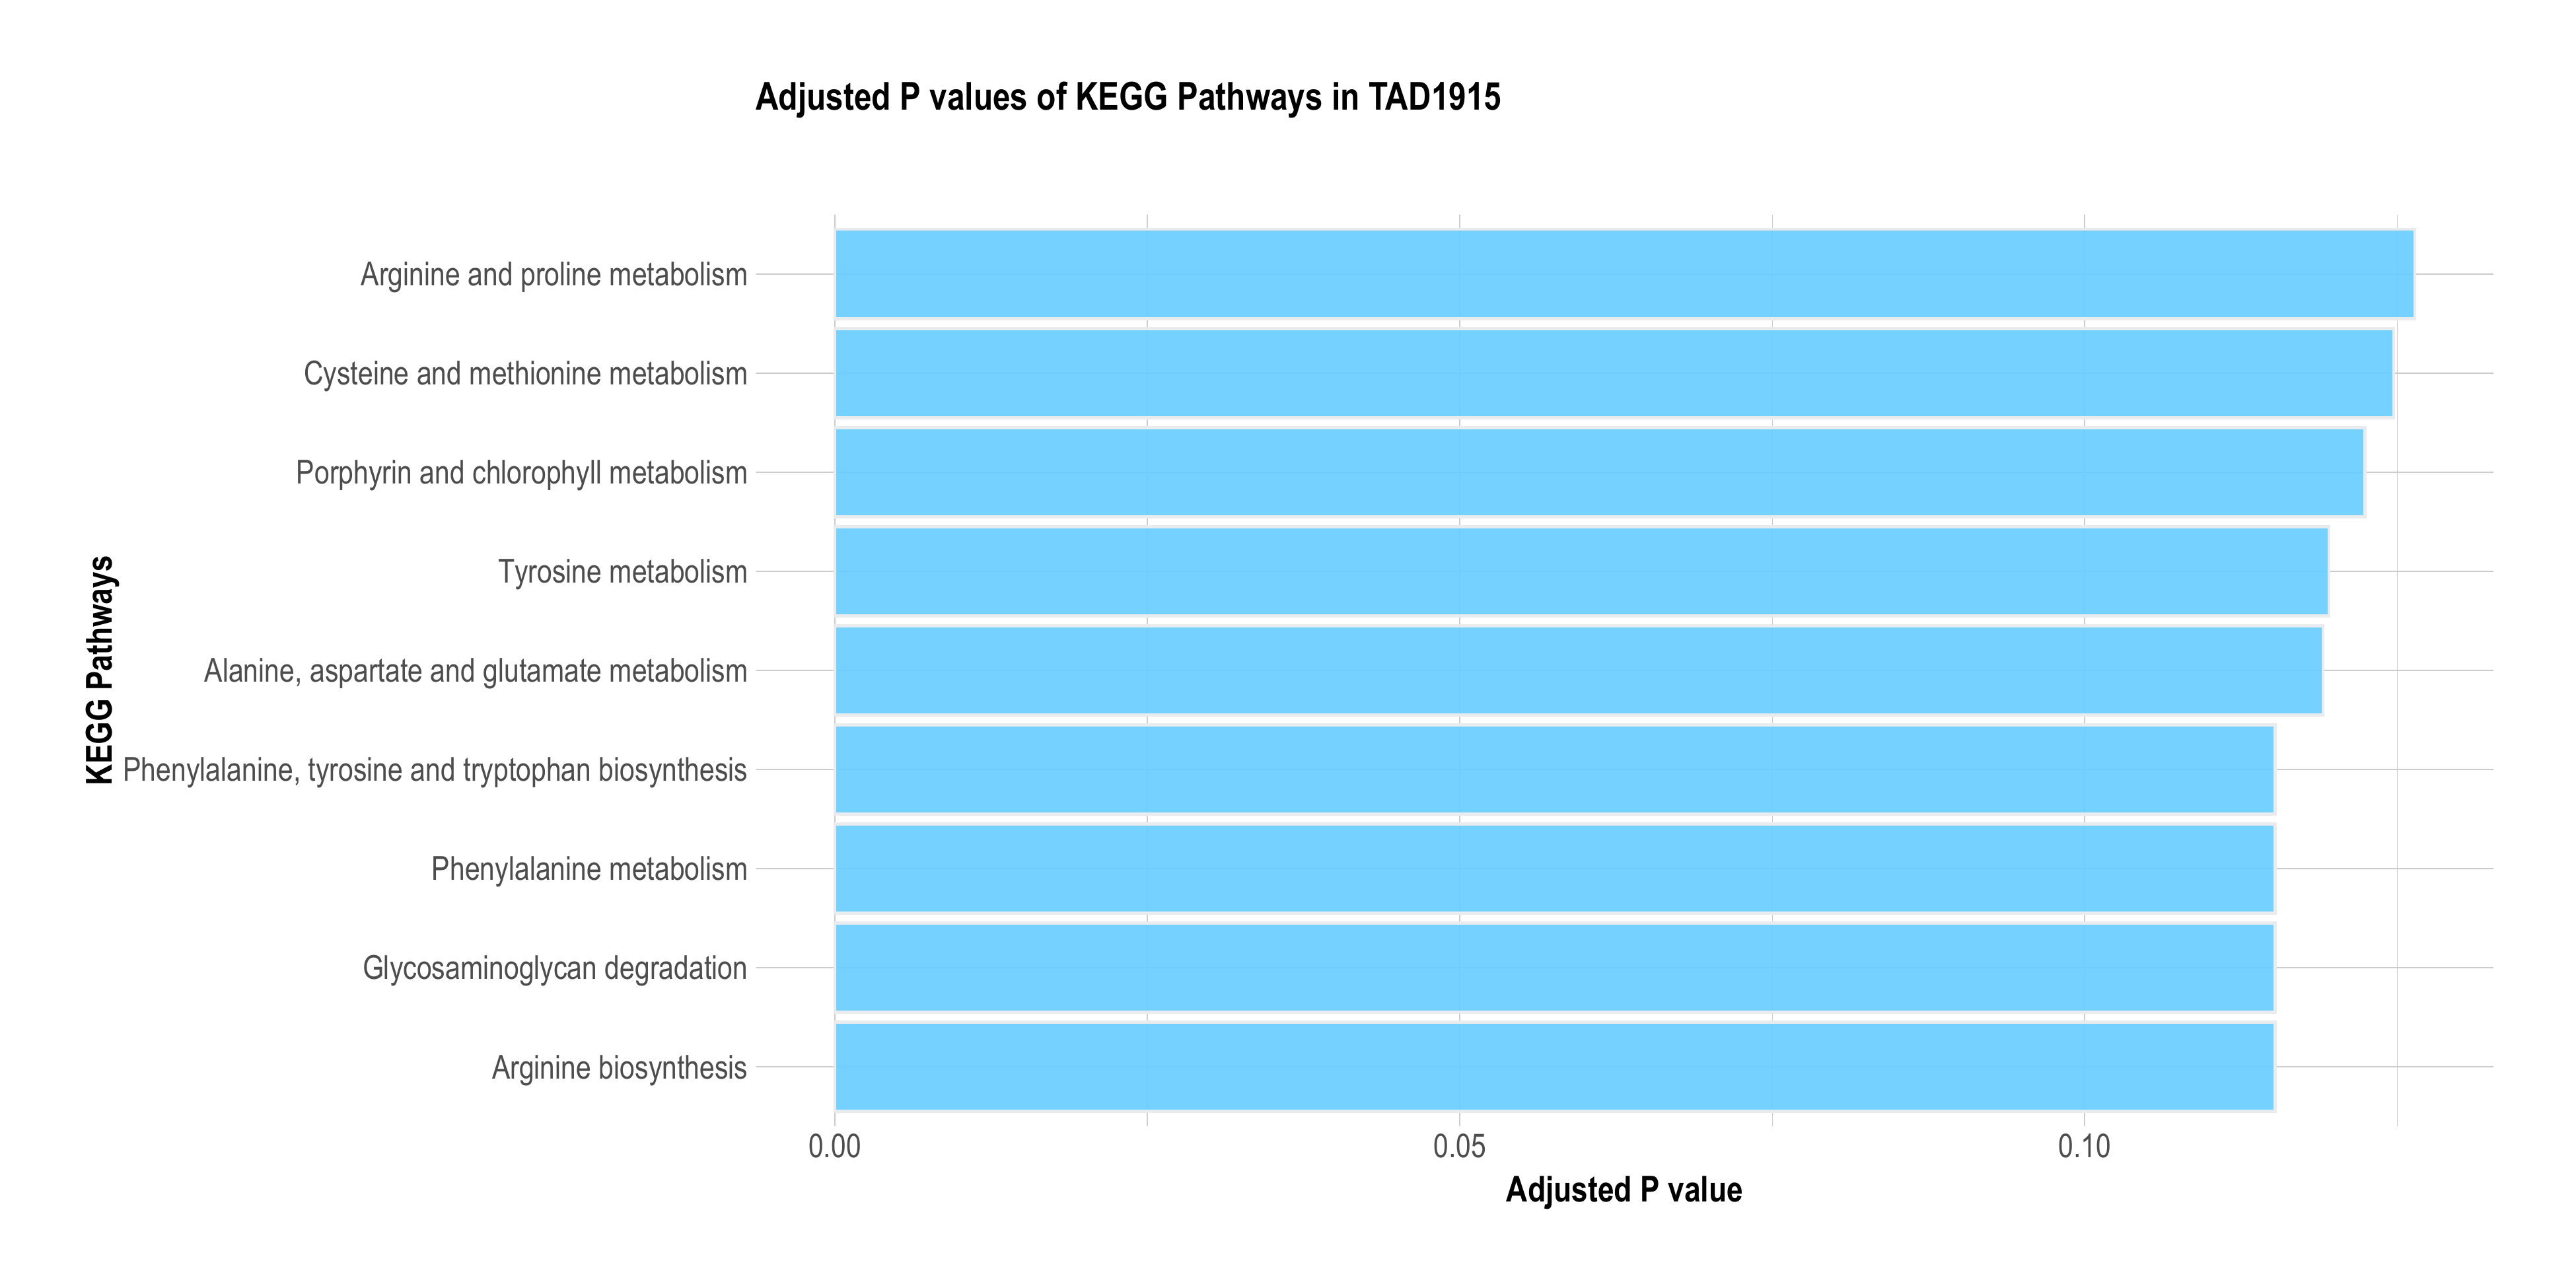 Adjusted P values of KEGG Pathways in TAD1915
KEGG Pathways
Arginine and proline metabolism
Cysteine and methionine metabolism
Porphyrin and chlorophyll metabolism
Tyrosine metabolism
Alanine, aspartate and glutamate metabolism
Phenylalanine, tyrosine and tryptophan biosynthesis
Phenylalanine metabolism
Glycosaminoglycan degradation
Arginine biosynthesis
0.00 0.05 0.10
Adjusted P value